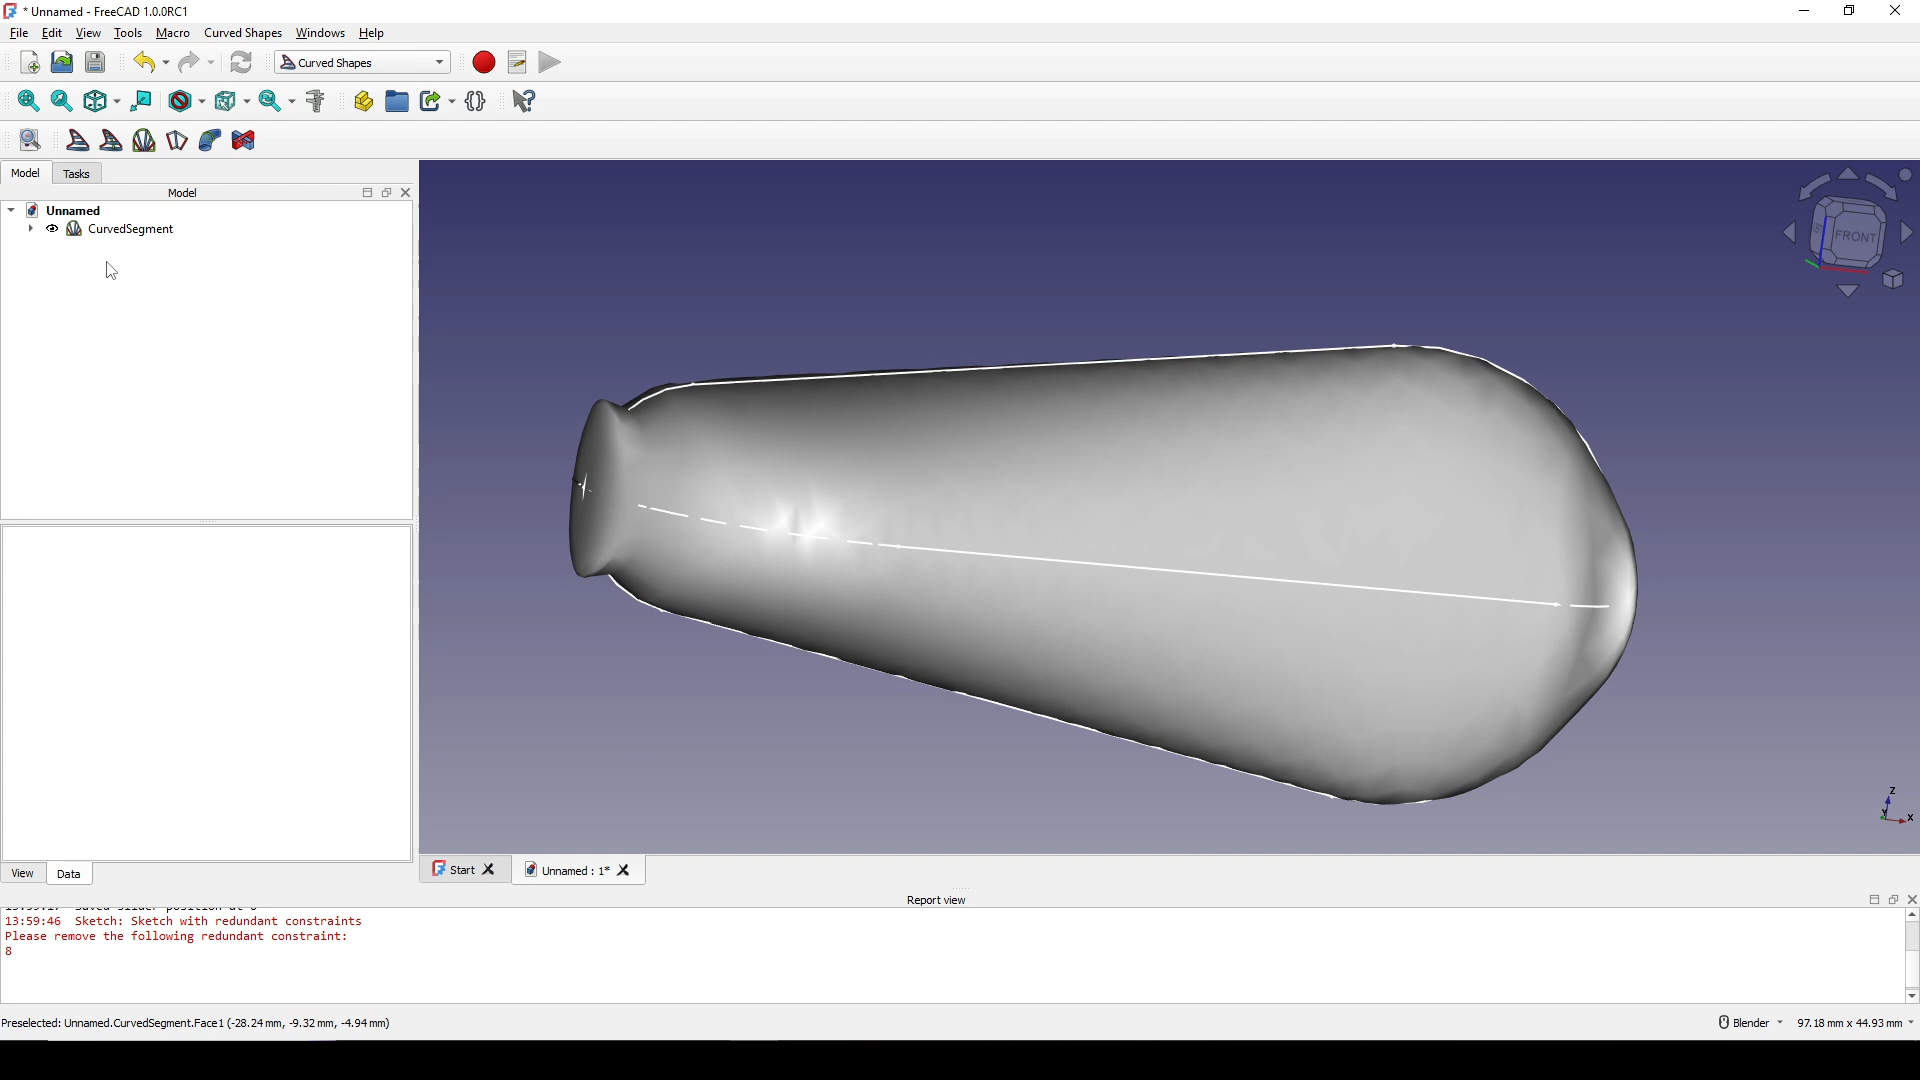 * Unnamed - FreeCAD 1.0.0RC1
File Edit View Tools Macro Curved Shapes Windows Help
Curved Shapes
Model Tasks
Model
Unnamed
CurvedSegment
FRONT
Z
Y
X
View Data
Start Unnamed : 1*
Report view
13:59:46 Sketch: Sketch with redundant constraints
Please remove the following redundant constraint:
8
Preselected: Unnamed.CurvedSegment.Face1 (-28.24 mm, -9.32 mm, -4.94 mm)
Blender 97.18 mm x 44.93 mm